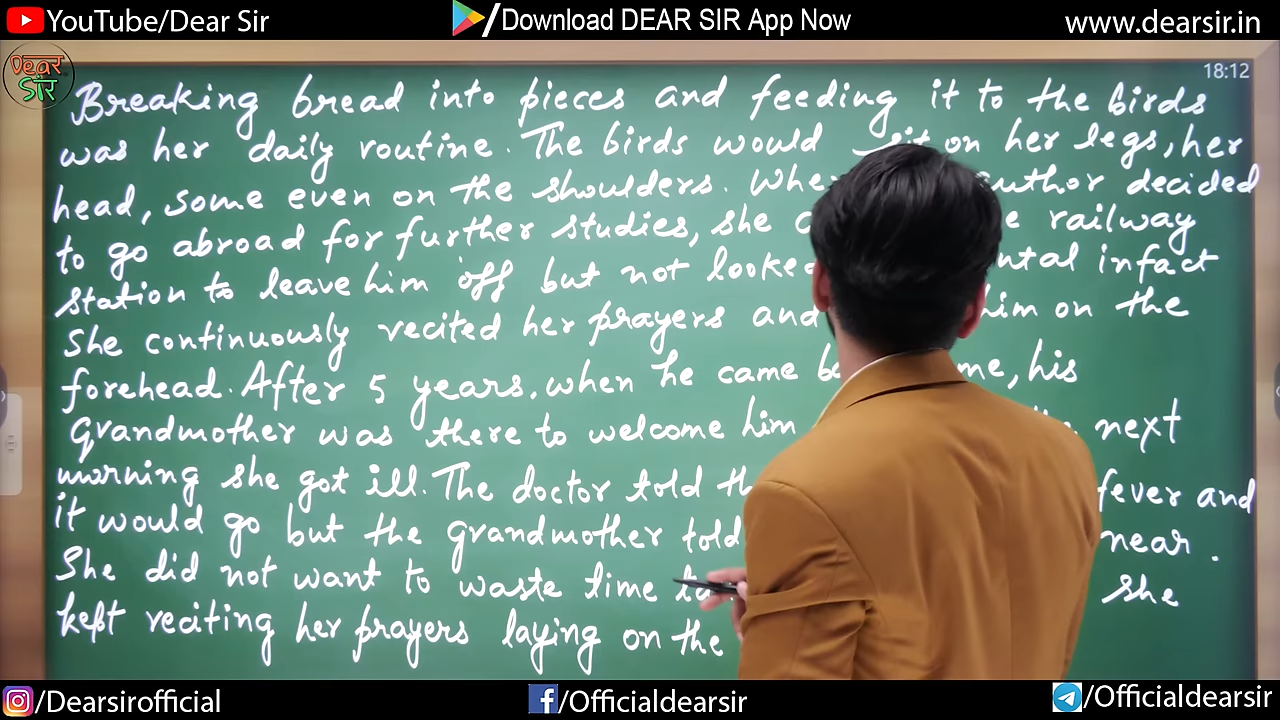 YouTube/Dear Sir
/Download DEAR SIR App Now
www.dearsir.in
Dear
Sir
18:12
Breaking bread into pieces and feeding it to the birds
was her daily routine. The birds would sit on her legs, her
head, some even on the shoulders. author decided
to go abroad for further studies, she railway
station to leave him off but not infact
She continuously recited her prayers and him on the
forehead. After 5 years, when he came his
Grandmother was there to welcome him next
morning she got ill. The doctor told fever and
it would go but the Grandmother told near.
She did not want to waste time she
kept reciting her prayers laying on the
/Dearsirofficial
/Officialdearsir
/Officialdearsir